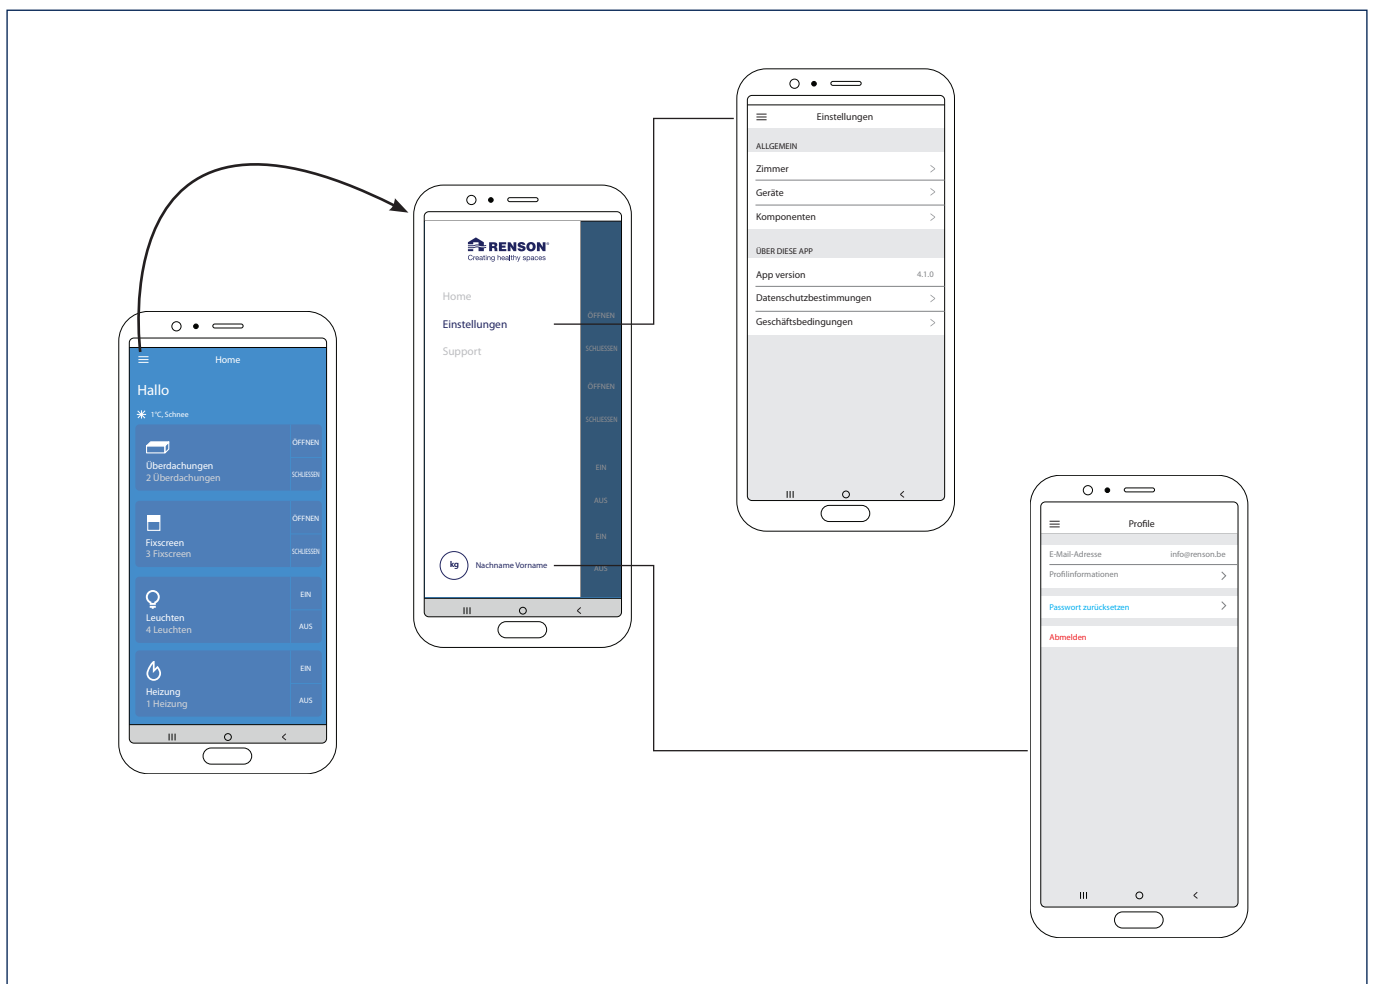 Home
Hallo
1°C, Schnee
ÖFFNEN
Überdachungen
2 Überdachungen
SCHLIESSEN
ÖFFNEN
Fixscreen
3 Fixscreen
SCHLIESSEN
EIN
Leuchten
4 Leuchten
AUS
EIN
Heizung
1 Heizung
AUS
RENSON®
Creating healthy spaces
Home
Einstellungen
Support
ÖFFNEN
SCHLIESSEN
ÖFFNEN
SCHLIESSEN
EIN
AUS
EIN
AUS
kg Nachname Vorname
Einstellungen
ALLGEMEIN
Zimmer
Geräte
Komponenten
ÜBER DIESE APP
App version 4.1.0
Datenschutzbestimmungen
Geschäftsbedingungen
Profile
E-Mail-Adresse info@renson.be
Profilinformationen
Passwort zurücksetzen
Abmelden